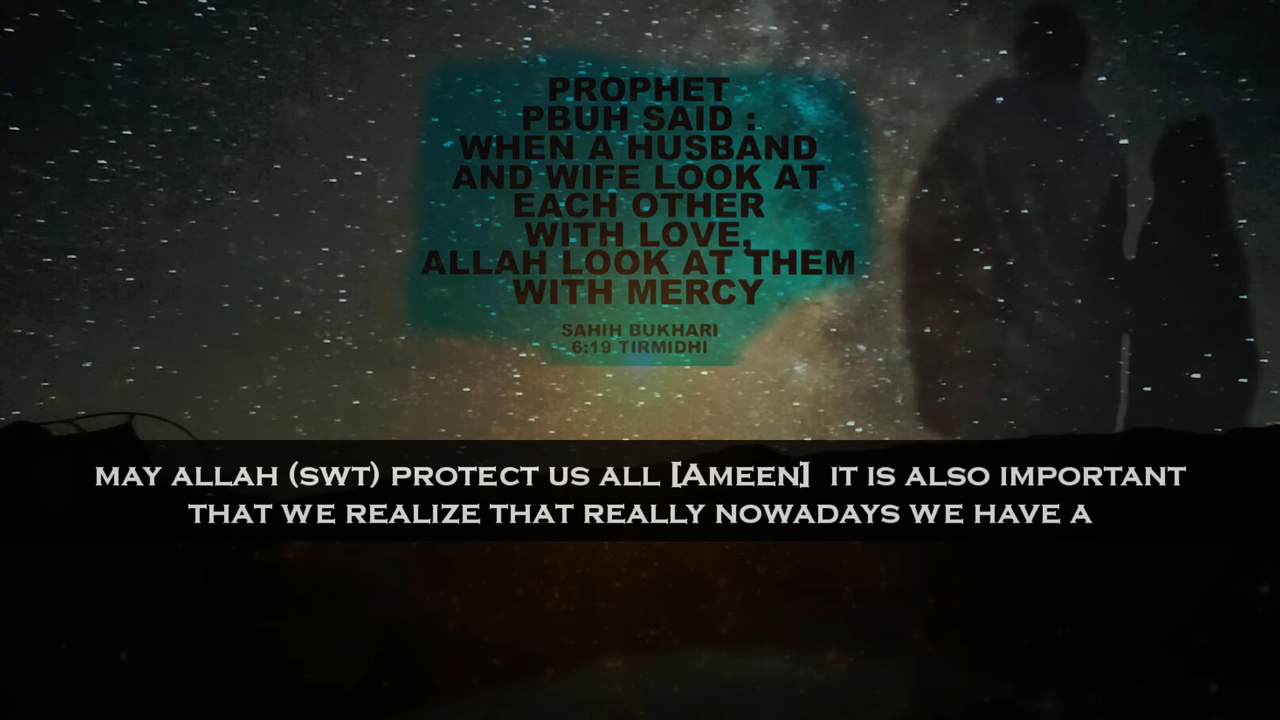 PROPHET
PBUH SAID :
WHEN A HUSBAND
AND WIFE LOOK AT
EACH OTHER
WITH LOVE,
ALLAH LOOK AT THEM
WITH MERCY
SAHIH BUKHARI
6:19 TIRMIDHI
MAY ALLAH (SWT) PROTECT US ALL [AMEEN] IT IS ALSO IMPORTANT
THAT WE REALIZE THAT REALLY NOWADAYS WE HAVE A